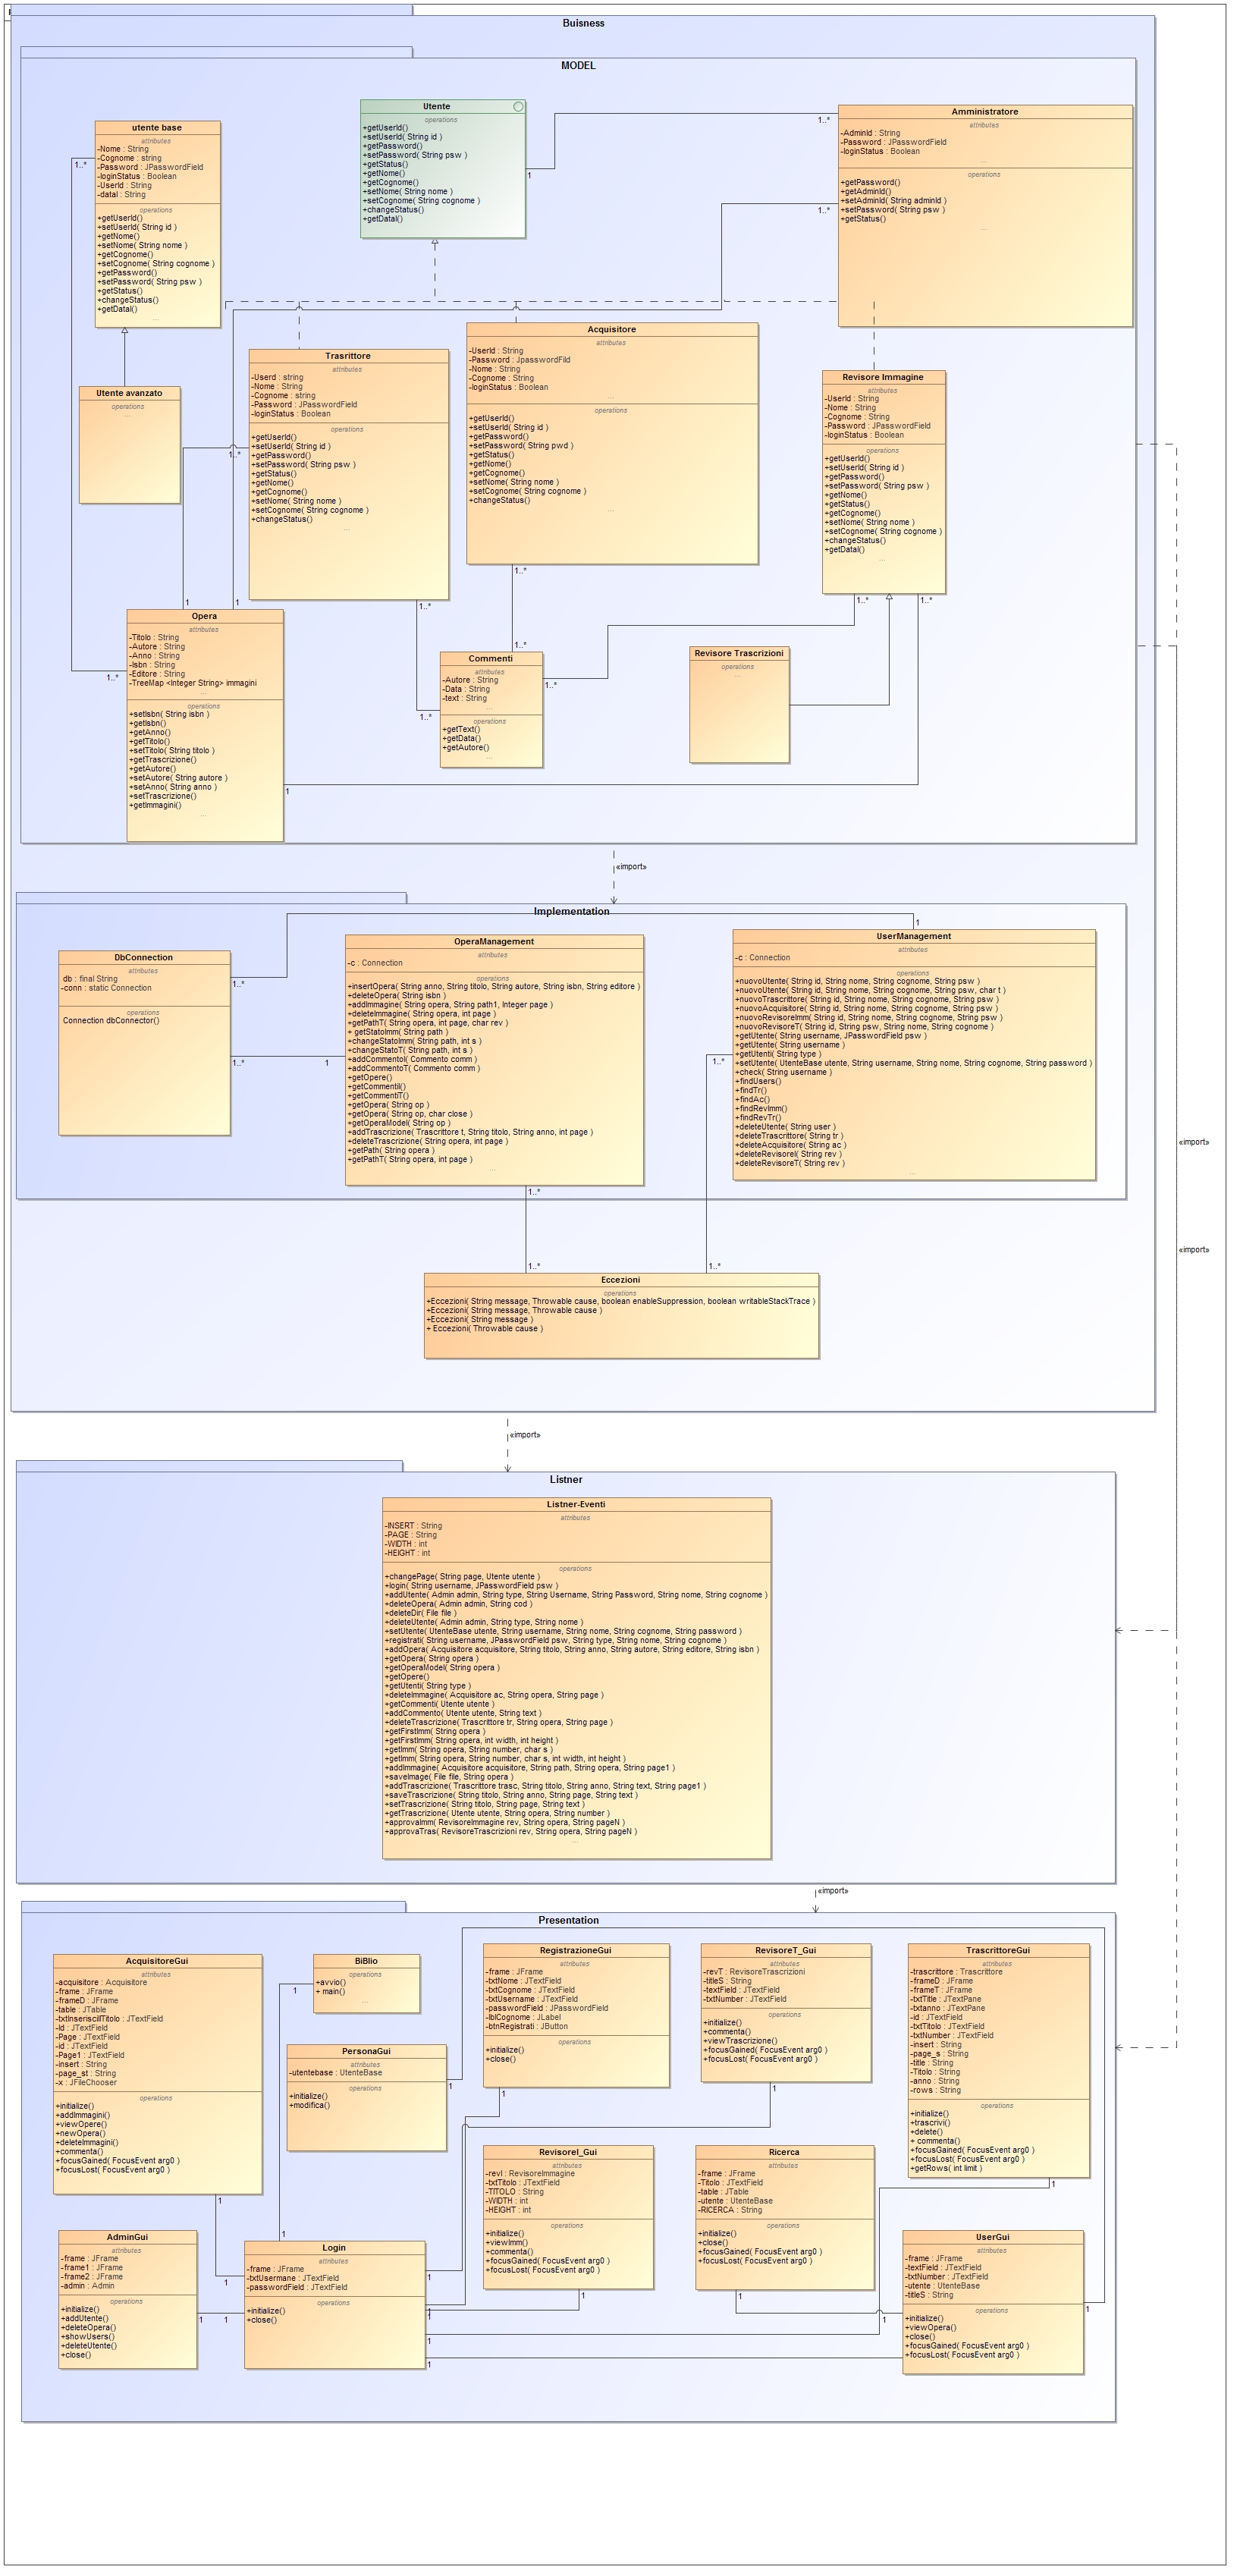 Buisness
MODEL
utente base
attributes
-Nome : String
-Cognome : string
-Password : JPasswordField
-loginStatus : Boolean
-UserId : String
-dataI : String
operations
+getUserId()
+setUserId( String id )
+getNome()
+setNome( String nome )
+getCognome()
+setCognome( String cognome )
+getPassword()
+setPassword( String psw )
+getStatus()
+changeStatus()
+getDataI()
...
1..*
Utente
operations
+getUserId()
+setUserId( String id )
+getPassword()
+setPassword( String psw )
+getStatus()
+getNome()
+getCognome()
+setNome( String nome )
+setCognome( String cognome )
+changeStatus()
+getDataI()
1
1..*
1..*
Amministratore
attributes
-AdminId : String
-Password : JPasswordField
-loginStatus : Boolean
...
operations
+getPassword()
+getAdminId()
+setAdminId( String adminId )
+setPassword( String psw )
+getStatus()
...
Utente avanzato
operations
...
Trasrittore
attributes
-Userd : string
-Nome : String
-Cognome : string
-Password : JPasswordField
-loginStatus : Boolean
operations
+getUserId()
+setUserId( String id )
+getPassword()
+setPassword( String psw )
+getStatus()
+getNome()
+getCognome()
+setNome( String nome )
+setCognome( String cognome )
+changeStatus()
...
1..*
Acquisitore
attributes
-UserId : String
-Password : JpasswordFild
-Nome : String
-Cognome : String
-loginStatus : Boolean
...
operations
+getUserId()
+setUserId( String id )
+getPassword()
+setPassword( String pwd )
+getStatus()
+getNome()
+getCognome()
+setNome( String nome )
+setCognome( String cognome )
+changeStatus()
...
Revisore Immagine
attributes
-UserId : String
-Nome : String
-Cognome : String
-Password : JPasswordField
-loginStatus : Boolean
operations
+getUserId()
+setUserId( String id )
+getPassword()
+setPassword( String psw )
+getNome()
+getStatus()
+getCognome()
+setNome( String nome )
+setCognome( String cognome )
+changeStatus()
+getDataI()
...
1
1
1..*
1..*
1..*
1..*
Opera
attributes
-Titolo : String
-Autore : String
-Anno : String
-Isbn : String
-Editore : String
-TreeMap <Integer String> immagini
...
operations
+setIsbn( String isbn )
+getIsbn()
+getAnno()
+getTitolo()
+setTitolo( String titolo )
+getTrascrizione()
+getAutore()
+setAutore( String autore )
+setAnno( String anno )
+setTrascrizione()
+getImmagini()
...
1..*
1
Commenti
attributes
-Autore : String
-Data : String
-text : String
...
operations
+getText()
+getData()
+getAutore()
...
1..*
1..*
1..*
Revisore Trascrizioni
operations
...
«import»
Implementation
DbConnection
attributes
db : final String
-conn : static Connection
operations
Connection dbConnector()
1..*
1..*
1
1
OperaManagement
attributes
-c : Connection
operations
+insertOpera( String anno, String titolo, String autore, String isbn, String editore )
+deleteOpera( String isbn )
+addImmagine( String opera, String path1, Integer page )
+deleteImmagine( String opera, int page )
+getPathT( String opera, int page, char rev )
+ getStatoImm( String path )
+changeStatoImm( String path, int s )
+changeStatoT( String path, int s )
+addCommentoI( Commento comm )
+addCommentoT( Commento comm )
+getOpere()
+getCommentiI()
+getCommentiT()
+getOpera( String op )
+getOpera( String op, char close )
+getOperaModel( String op )
+addTrascrizione( Trascrittore t, String titolo, String anno, int page )
+deleteTrascrizione( String opera, int page )
+getPath( String opera )
+getPathT( String opera, int page )
...
UserManagement
attributes
-c : Connection
operations
+nuovoUtente( String id, String nome, String cognome, String psw )
+nuovoUtente( String id, String nome, String cognome, String psw, char t )
+nuovoTrascrittore( String id, String nome, String cognome, String psw )
+nuovoAcquisitore( String id, String nome, String cognome, String psw )
+nuovoRevisoreImm( String id, String nome, String cognome, String psw )
+nuovoRevisoreT( String id, String psw, String nome, String cognome )
+getUtente( String username, JPasswordField psw )
+getUtente( String username )
+getUtenti( String type )
+setUtente( UtenteBase utente, String username, String nome, String cognome, String password )
+check( String username )
+findUsers()
+findTr()
+findAc()
+findRevImm()
+findRevTr()
+deleteUtente( String user )
+deleteTrascrittore( String tr )
+deleteAcquisitore( String ac )
+deleteRevisoreI( String rev )
+deleteRevisoreT( String rev )
...
1..*
1..*
1..*
1..*
«import»
«import»
Eccezioni
operations
+Eccezioni( String message, Throwable cause, boolean enableSuppression, boolean writableStackTrace )
+Eccezioni( String message, Throwable cause )
+Eccezioni( String message )
+ Eccezioni( Throwable cause )
«import»
Listner
Listner-Eventi
attributes
-INSERT : String
-PAGE : String
-WIDTH : int
-HEIGHT : int
operations
+changePage( String page, Utente utente )
+login( String username, JPasswordField psw )
+addUtente( Admin admin, String type, String Username, String Password, String nome, String cognome )
+deleteOpera( Admin admin, String cod )
+deleteDir( File file )
+deleteUtente( Admin admin, String type, String nome )
+setUtente( UtenteBase utente, String username, String nome, String cognome, String password )
+registrati( String username, JPasswordField psw, String type, String nome, String cognome )
+addOpera( Acquisitore acquisitore, String titolo, String anno, String autore, String editore, String isbn )
+getOpera( String opera )
+getOperaModel( String opera )
+getOpere()
+getUtenti( String type )
+deleteImmagine( Acquisitore ac, String opera, String page )
+getCommenti( Utente utente )
+addCommento( Utente utente, String text )
+deleteTrascrizione( Trascrittore tr, String opera, String page )
+getFirstImm( String opera )
+getFirstImm( String opera, int width, int height )
+getImm( String opera, String number, char s )
+getImm( String opera, String number, char s, int width, int height )
+addImmagine( Acquisitore acquisitore, String path, String opera, String page1 )
+saveImage( File file, String opera )
+addTrascrizione( Trascrittore trasc, String titolo, String anno, String text, String page1 )
+saveTrascrizione( String titolo, String anno, String page, String text )
+setTrascrizione( String titolo, String page, String text )
+getTrascrizione( Utente utente, String opera, String number )
+approvaImm( RevisoreImmagine rev, String opera, String pageN )
+approvaTras( RevisoreTrascrizioni rev, String opera, String pageN )
...
«import»
Presentation
AcquisitoreGui
attributes
-acquisitore : Acquisitore
-frame : JFrame
-frameD : JFrame
-table : JTable
-txtInserisciIlTitolo : JTextField
-Id : JTextField
-Page : JTextField
-id : JTextField
-Page1 : JTextField
-insert : String
-page_st : String
-x : JFileChooser
operations
+initialize()
+addImmagini()
+viewOpere()
+newOpera()
+deleteImmagini()
+commenta()
+focusGained( FocusEvent arg0 )
+focusLost( FocusEvent arg0 )
1
BiBlio
operations
+avvio()
+ main()
...
1
PersonaGui
attributes
-utentebase : UtenteBase
operations
+initialize()
+modifica()
1
RegistrazioneGui
attributes
-frame : JFrame
-txtNome : JTextField
-txtCognome : JTextField
-txtUsername : JTextField
-passwordField : JPasswordField
-lblCognome : JLabel
-btnRegistrati : JButton
operations
+initialize()
+close()
1
RevisoreT_Gui
attributes
-revT : RevisoreTrascrizioni
-titleS : String
-textField : JTextField
-txtNumber : JTextField
operations
+initialize()
+commenta()
+viewTrascrizione()
+focusGained( FocusEvent arg0 )
+focusLost( FocusEvent arg0 )
1
TrascrittoreGui
attributes
-trascrittore : Trascrittore
-frameD : JFrame
-frameT : JFrame
-txtTitle : JTextPane
-txtanno : JTextPane
-id : JTextField
-txtTitolo : JTextField
-txtNumber : JTextField
-insert : String
-page_s : String
-title : String
-Titolo : String
-anno : String
-rows : String
operations
+initialize()
+trascrivi()
+delete()
+ commenta()
+focusGained( FocusEvent arg0 )
+focusLost( FocusEvent arg0 )
+getRows( int limit )
1
RevisoreI_Gui
attributes
-revI : RevisoreImmagine
-txtTitolo : JTextField
-TITOLO : String
-WIDTH : int
-HEIGHT : int
operations
+initialize()
+viewImm()
+commenta()
+focusGained( FocusEvent arg0 )
+focusLost( FocusEvent arg0 )
1
Ricerca
attributes
-frame : JFrame
-Titolo : JTextField
-table : JTable
-utente : UtenteBase
-RICERCA : String
operations
+initialize()
+close()
+focusGained( FocusEvent arg0 )
+focusLost( FocusEvent arg0 )
1
AdminGui
attributes
-frame : JFrame
-frame1 : JFrame
-frame2 : JFrame
-admin : Admin
operations
+initialize()
+addUtente()
+deleteOpera()
+showUsers()
+deleteUtente()
+close()
1
1
1
1
Login
attributes
-frame : JFrame
-txtUsermane : JTextField
-passwordField : JTextField
operations
+initialize()
+close()
1
1
1
1
UserGui
attributes
-frame : JFrame
-textField : JTextField
-txtNumber : JTextField
-utente : UtenteBase
-titleS : String
operations
+initialize()
+viewOpera()
+close()
+focusGained( FocusEvent arg0 )
+focusLost( FocusEvent arg0 )
1
1